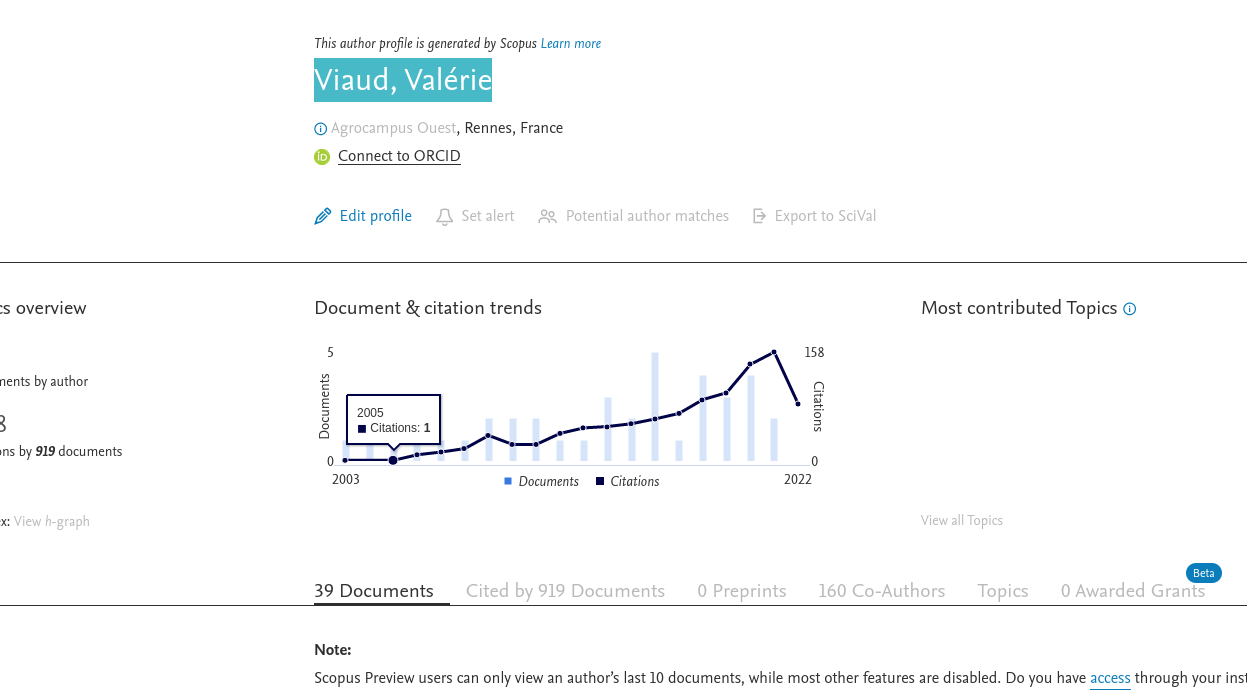 This author profile is generated by Scopus Learn more
Viaud, Valérie
Agrocampus Ouest, Rennes, France
iD Connect to ORCID
Edit profile Set alert Potential author matches Export to SciVal
cs overview
Document & citation trends
Most contributed Topics
5
158
Documents
Citations
ments by author
2005
Citations: 1
8
ons by 919 documents
0
0
2003
2022
Documents Citations
ex: View h-graph
View all Topics
Beta
39 Documents Cited by 919 Documents 0 Preprints 160 Co-Authors Topics 0 Awarded Grants
Note:
Scopus Preview users can only view an author's last 10 documents, while most other features are disabled. Do you have access through your inst